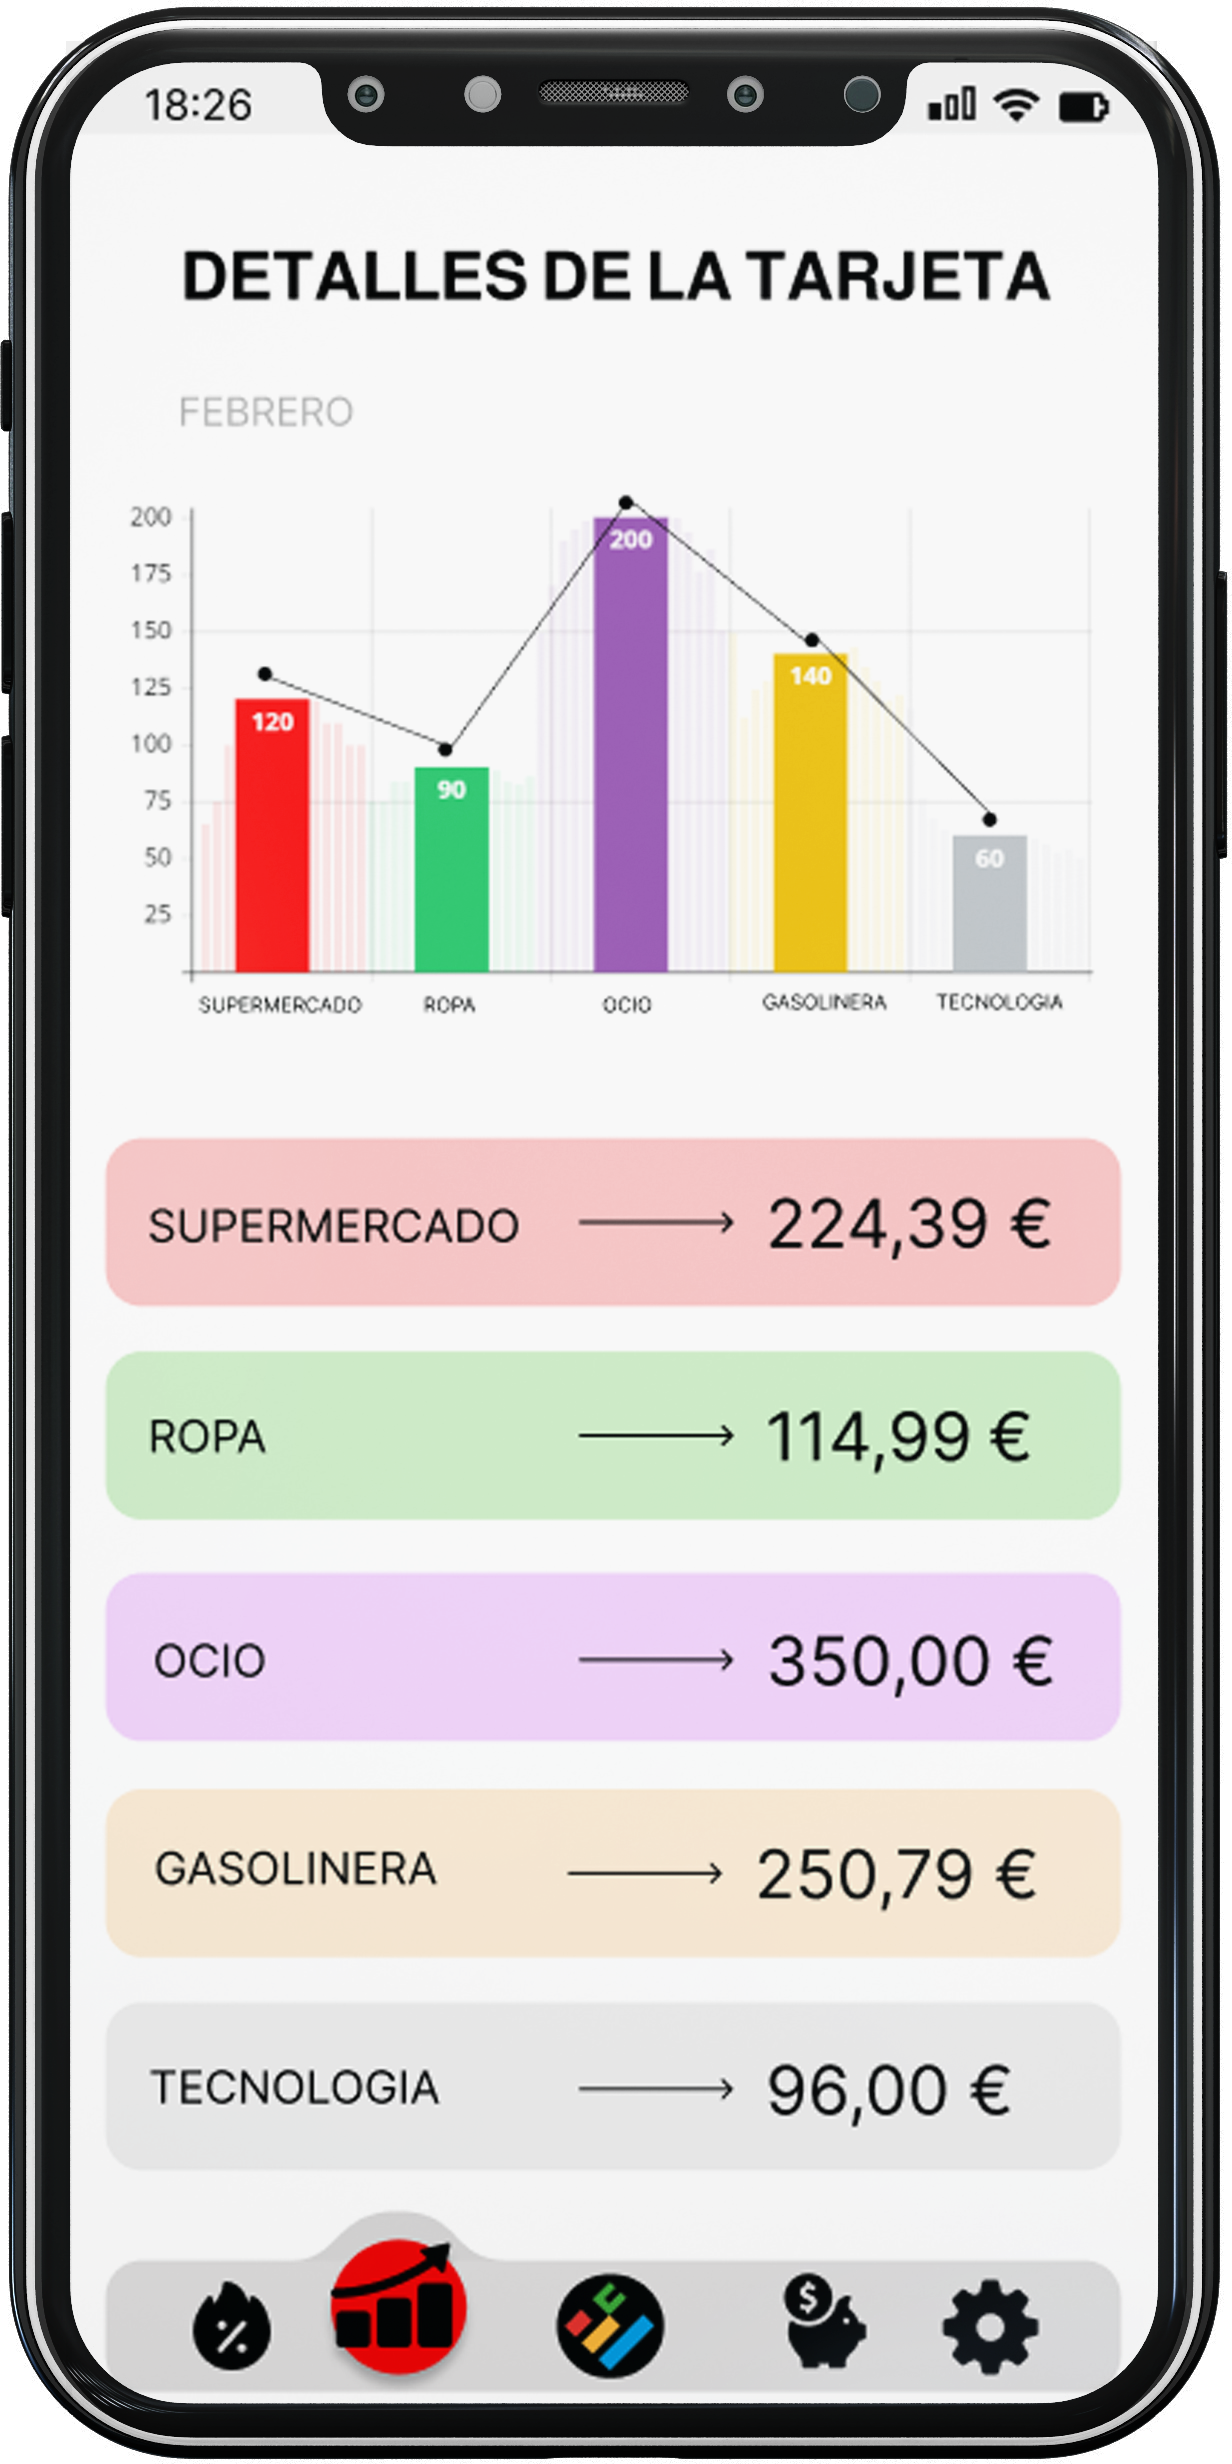 18:26
DETALLES DE LA TARJETA
FEBRERO
200
175
150
125
100
75
50
25
120
90
200
140
60
SUPERMERCADO ROPA OCIO GASOLINERA TECNOLOGIA
SUPERMERCADO → 224,39 €
ROPA → 114,99 €
OCIO → 350,00 €
GASOLINERA → 250,79 €
TECNOLOGIA → 96,00 €
% $